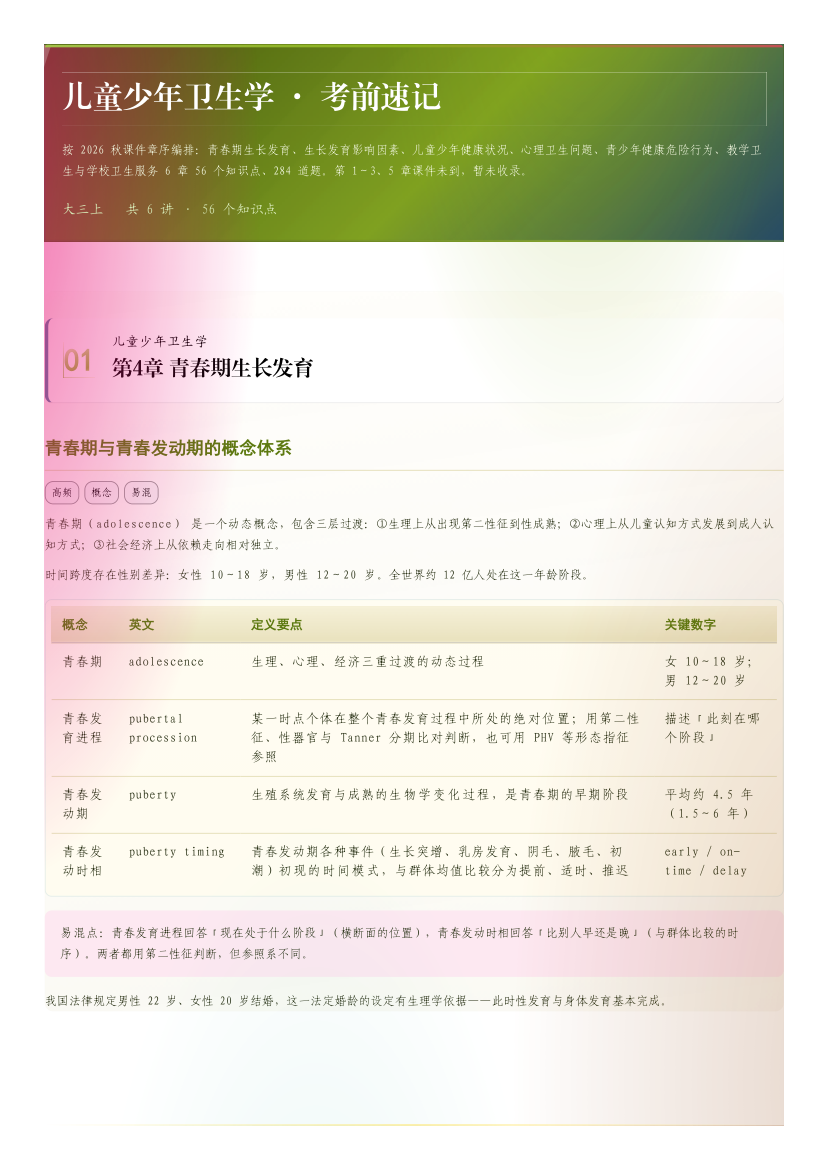 儿童少年卫生学 · 考前速记
按 2026 秋课件章序编排：青春期生长发育、生长发育影响因素、儿童少年健康状况、心理卫生问题、青少年健康危险行为、教学卫
生与学校卫生服务 6 章 56 个知识点、284 道题。第 1~3、5 章课件未到，暂未收录。
大三上 共 6 讲 · 56 个知识点
01
儿童少年卫生学
第4章 青春期生长发育
青春期与青春发动期的概念体系
高频 概念 易混
青春期（adolescence） 是一个动态概念，包含三层过渡：①生理上从出现第二性征到性成熟；②心理上从儿童认知方式发展到成人认
知方式；③社会经济上从依赖走向相对独立。
时间跨度存在性别差异：女性 10~18 岁，男性 12~20 岁。全世界约 12 亿人处在这一年龄阶段。
概念 英文 定义要点 关键数字
青春期 adolescence 生理、心理、经济三重过渡的动态过程 女 10~18 岁；
男 12~20 岁
青春发 pubertal 某一时点个体在整个青春发育过程中所处的绝对位置；用第二性 描述「此刻在哪
育进程 procession 征、性器官与 Tanner 分期比对判断，也可用 PHV 等形态指征 个阶段」
参照
青春发 puberty 生殖系统发育与成熟的生物学变化过程，是青春期的早期阶段 平均约 4.5 年
动期 （1.5~6 年）
青春发 puberty timing 青春发动期各种事件（生长突增、乳房发育、阴毛、腋毛、初 early / on-
动时相 潮）初现的时间模式，与群体均值比较分为提前、适时、推迟 time / delay
易混点：青春发育进程回答「现在处于什么阶段」（横断面的位置），青春发动时相回答「比别人早还是晚」（与群体比较的时
序）。两者都用第二性征判断，但参照系不同。
我国法律规定男性 22 岁、女性 20 岁结婚，这一法定婚龄的设定有生理学依据——此时性发育与身体发育基本完成。